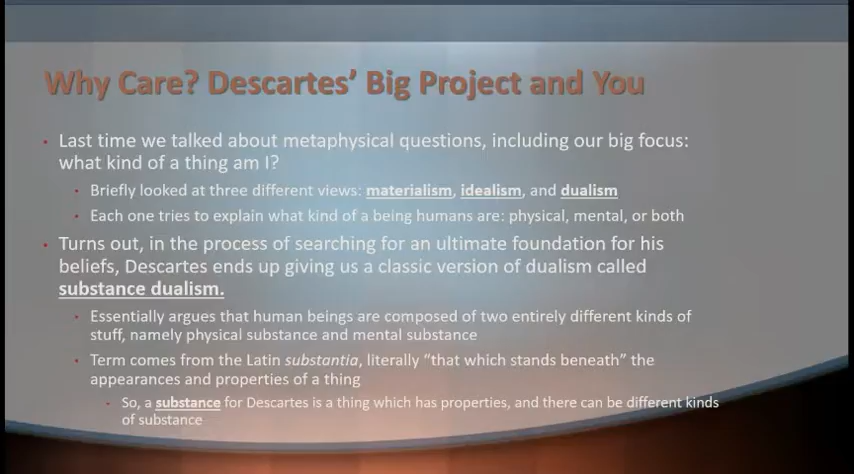 Why Care? Descartes’ Big Project and You
• Last time we talked about metaphysical questions, including our big focus:
what kind of a thing am I?
• Briefly looked at three different views: materialism, idealism, and dualism
• Each one tries to explain what kind of a being humans are: physical, mental, or both
• Turns out, in the process of searching for an ultimate foundation for his
beliefs, Descartes ends up giving us a classic version of dualism called
substance dualism.
• Essentially argues that human beings are composed of two entirely different kinds of
stuff, namely physical substance and mental substance
• Term comes from the Latin substantia, literally “that which stands beneath” the
appearances and properties of a thing
• So, a substance for Descartes is a thing which has properties, and there can be different kinds
of substance